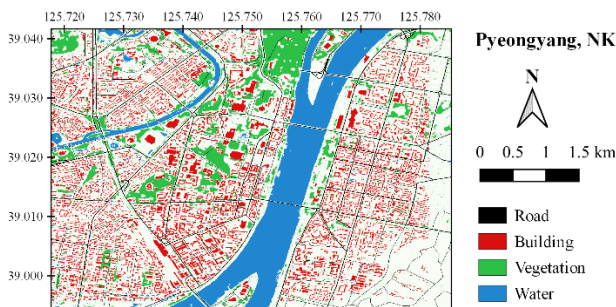 125.720 125.730 125.740 125.750 125.760 125.770 125.780
39.040
39.030
39.020
39.010
39.000
Pyeongyang, NK
N
0 0.5 1 1.5 km
Road
Building
Vegetation
Water